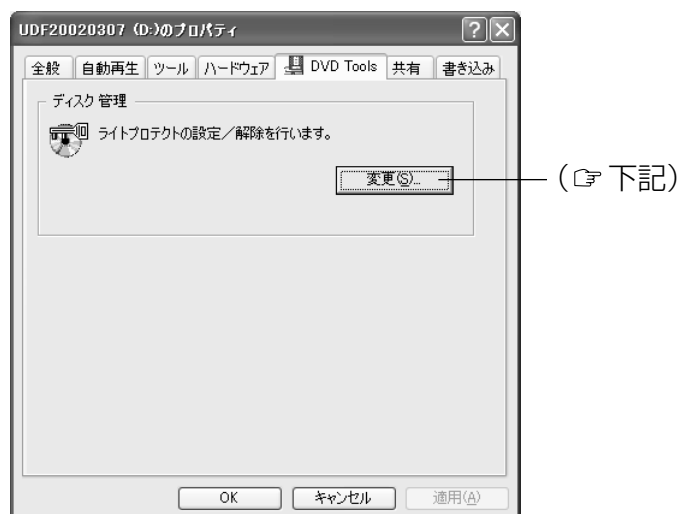 UDF20020307 (D:)のプロパティ
全般 自動再生 ツール ハードウェア DVD Tools 共有 書き込み
ディスク管理
ライトプロテクトの設定／解除を行います。
変更(S)...
(☞ 下記)
OK キャンセル 適用(A)